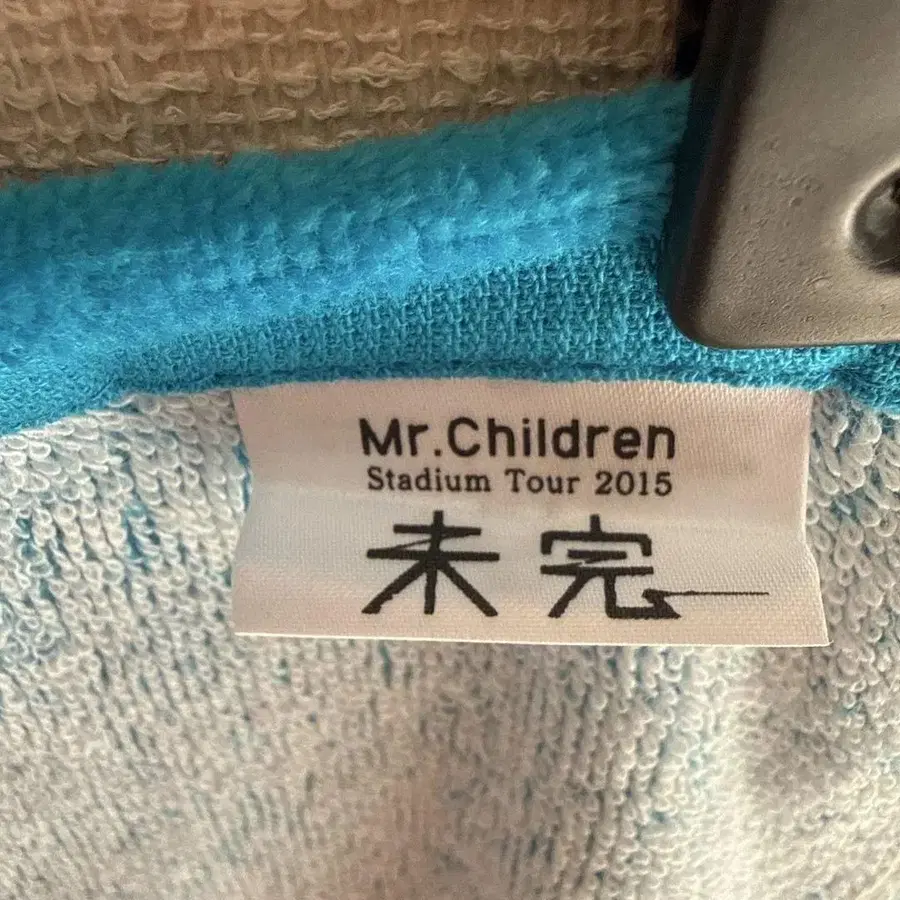 Mr.Children
Stadium Tour 2015
未完